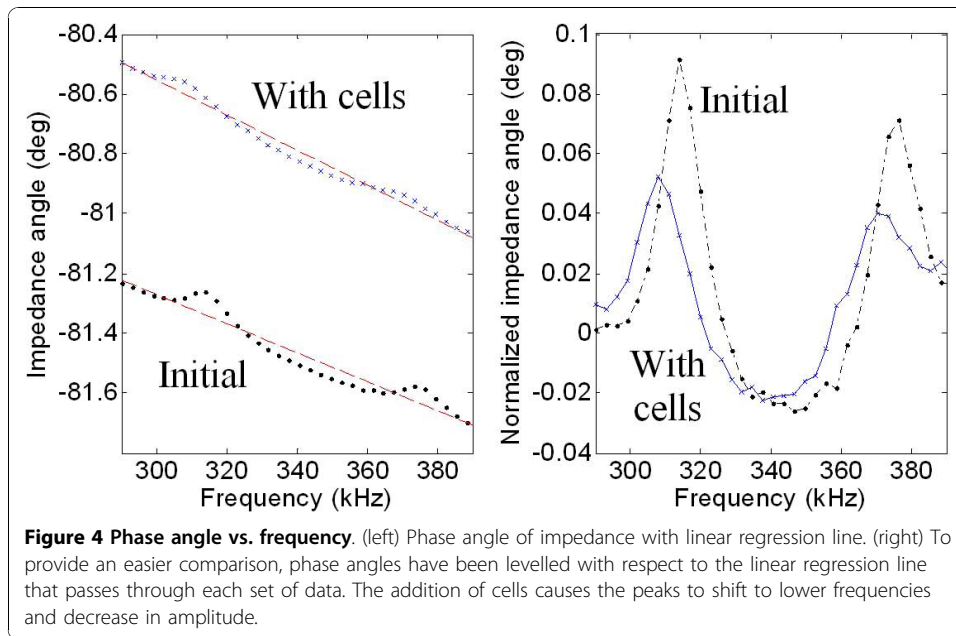 -80.4
-80.6
-80.8
-81
-81.2
-81.4
-81.6
Impedance angle (deg)
With cells
Initial
300 320 340 360 380
Frequency (kHz)
0.1
0.08
0.06
0.04
0.02
0
-0.02
-0.04
Normalized impedance angle (deg)
Initial
With
cells
300 320 340 360 380
Frequency (kHz)
Figure 4 Phase angle vs. frequency. (left) Phase angle of impedance with linear regression line. (right) To
provide an easier comparison, phase angles have been levelled with respect to the linear regression line
that passes through each set of data. The addition of cells causes the peaks to shift to lower frequencies
and decrease in amplitude.